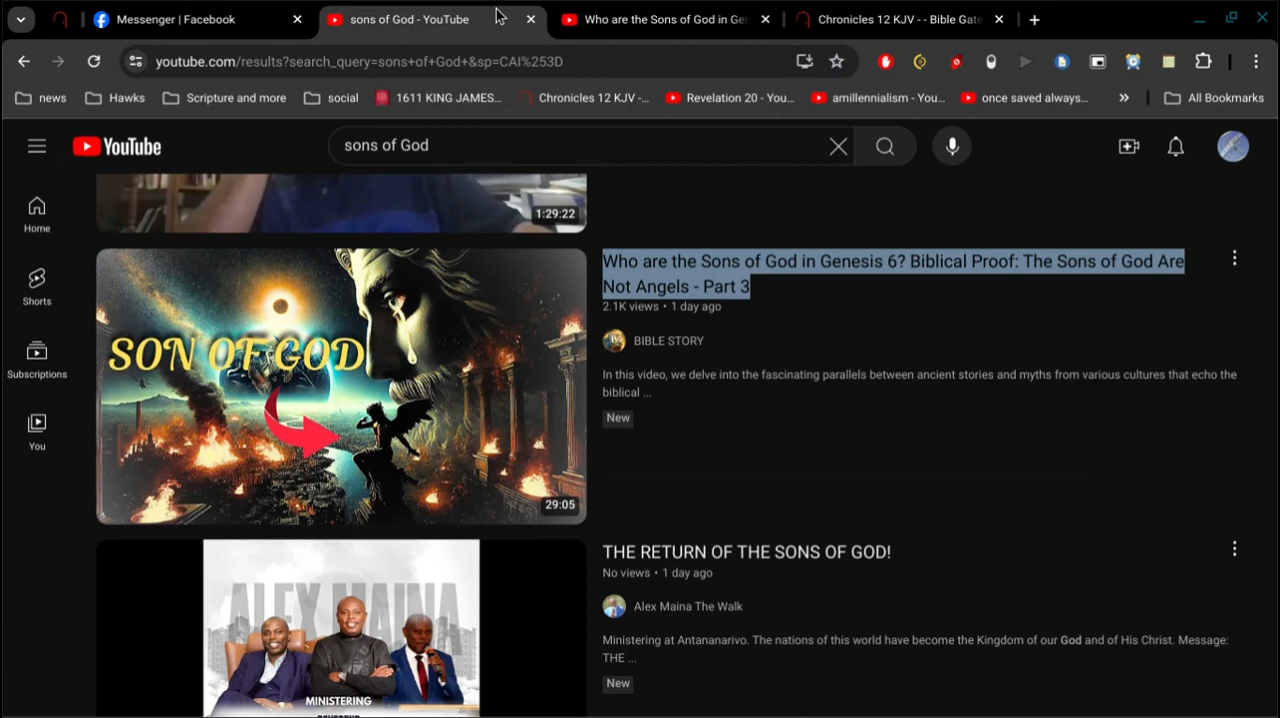 Messenger | Facebook
sons of God - YouTube
Who are the Sons of God in Gen
Chronicles 12 KJV - - Bible Gate
youtube.com/results?search_query=sons+of+God+&sp=CAI%253D
news
Hawks
Scripture and more
social
1611 KING JAMES...
Chronicles 12 KJV -...
Revelation 20 - You...
amillennialism - You...
once saved always...
All Bookmarks
YouTube
sons of God
Home
Shorts
Subscriptions
You
1:29:22
SON OF GOD
29:05
Who are the Sons of God in Genesis 6? Biblical Proof: The Sons of God Are
Not Angels - Part 3
2.1K views • 1 day ago
BIBLE STORY
In this video, we delve into the fascinating parallels between ancient stories and myths from various cultures that echo the
biblical ...
New
ALEX MAINA
MINISTERING
THE RETURN OF THE SONS OF GOD!
No views • 1 day ago
Alex Maina The Walk
Ministering at Antananarivo. The nations of this world have become the Kingdom of our God and of His Christ. Message:
THE ...
New